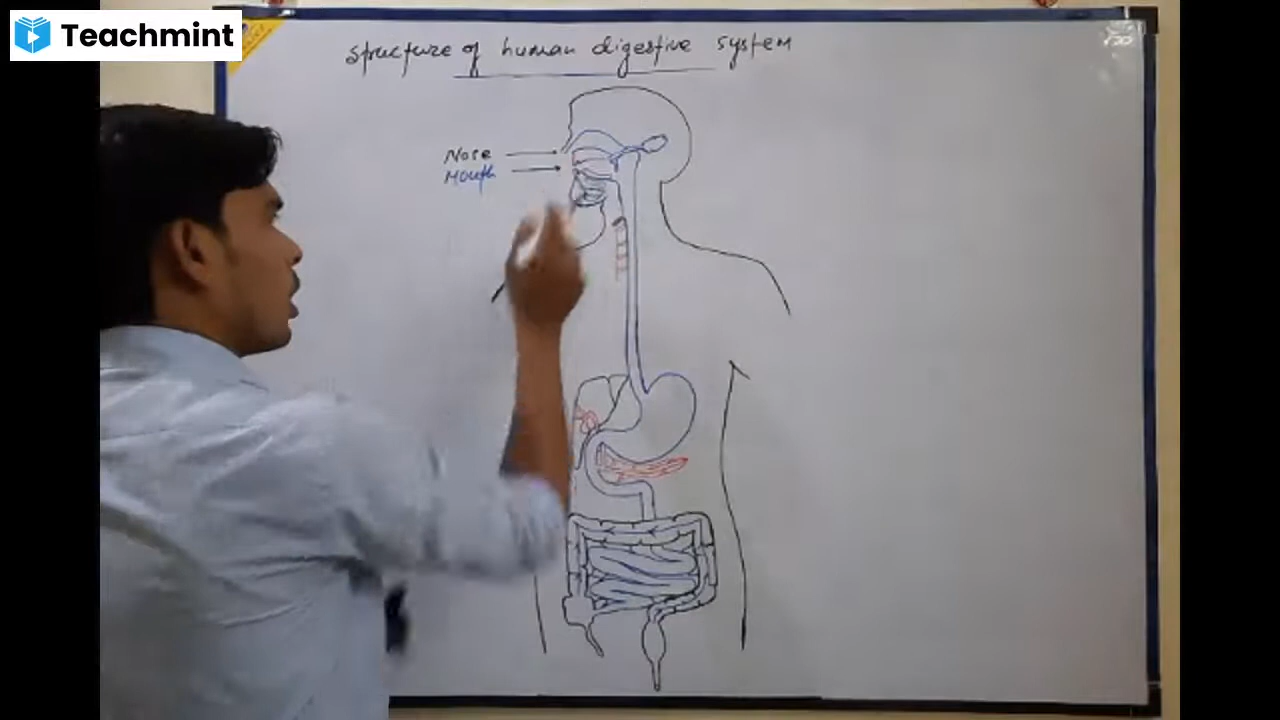 Teachmint
structure of human digestive system
Nose
Mouth